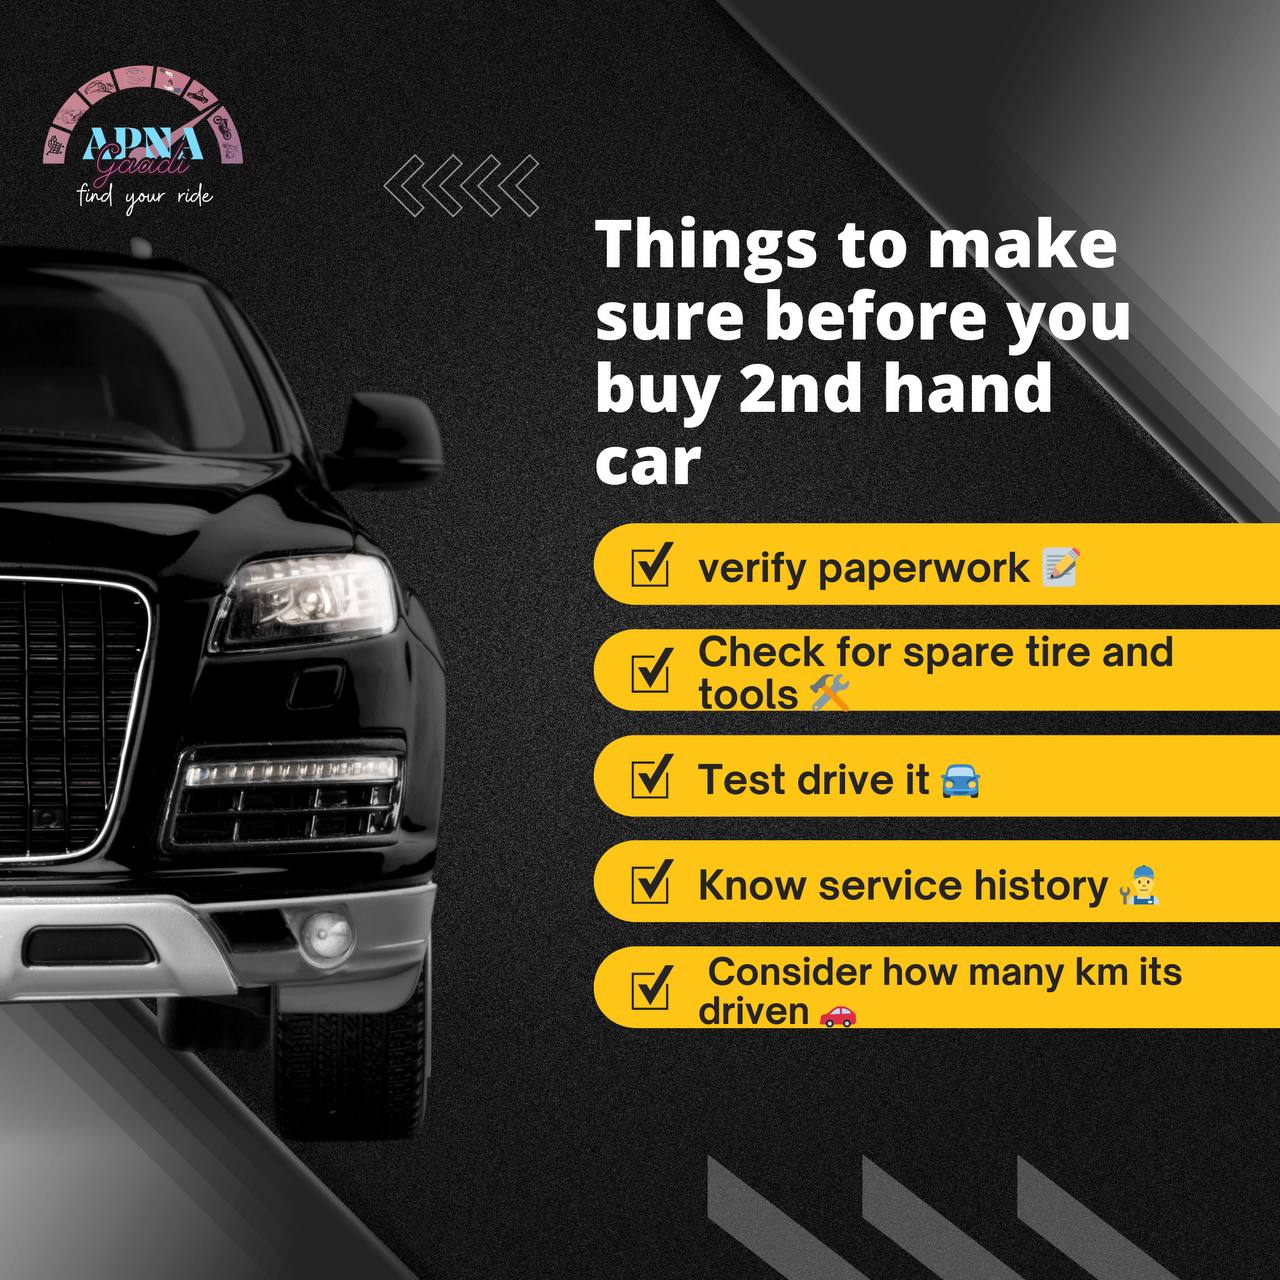 APNA
Gaadi
find your ride
Things to make
sure before you
buy 2nd hand
car
verify paperwork 📝
Check for spare tire and
tools 🛠️
Test drive it 🚘
Know service history 👨‍🔧
Consider how many km its
driven 🚗